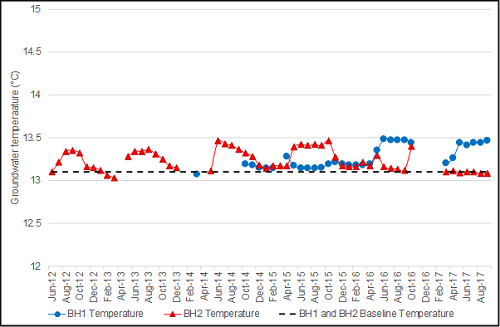 15
14.5
14
13.5
13
12.5
12
Groundwater temperaature (°C)
Jun-12
Aug-12
Oct-12
Dec-12
Feb-13
Apr-13
Jun-13
Aug-13
Oct-13
Dec-13
Feb-14
Apr-14
Jun-14
Aug-14
Oct-14
Dec-14
Feb-15
Apr-15
Jun-15
Aug-15
Oct-15
Dec-15
Feb-16
Apr-16
Jun-16
Aug-16
Oct-16
Dec-16
Feb-17
Apr-17
Jun-17
Aug-17
BH1 Temperature BH2 Temperature BH1 and BH2 Baseline Temperature